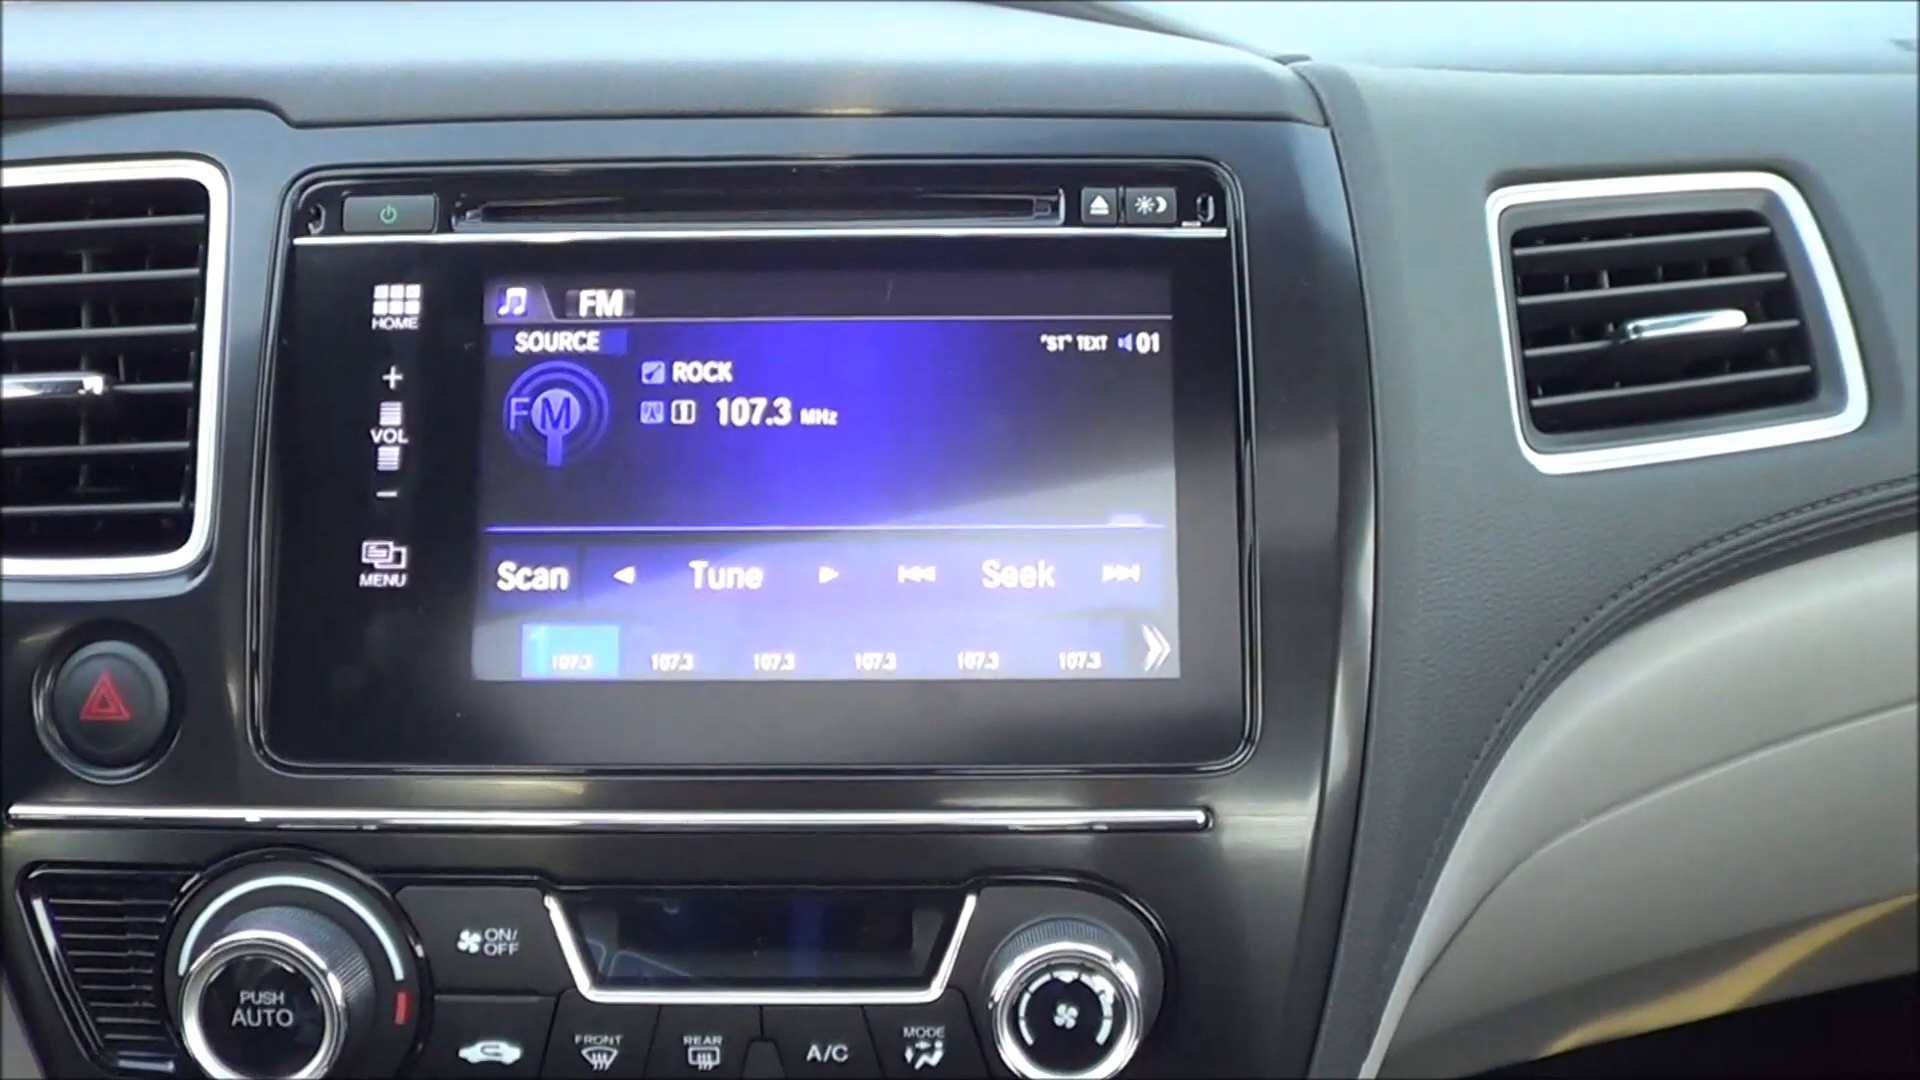 HOME
FM
SOURCE
"ST" TEXT 01
ROCK
FM
1 107.3 MHz
+
VOL
−
MENU
Scan Tune Seek
107.3 107.3 107.3 107.3 107.3 107.3
ON/
OFF
PUSH
AUTO
FRONT
REAR
A/C
MODE